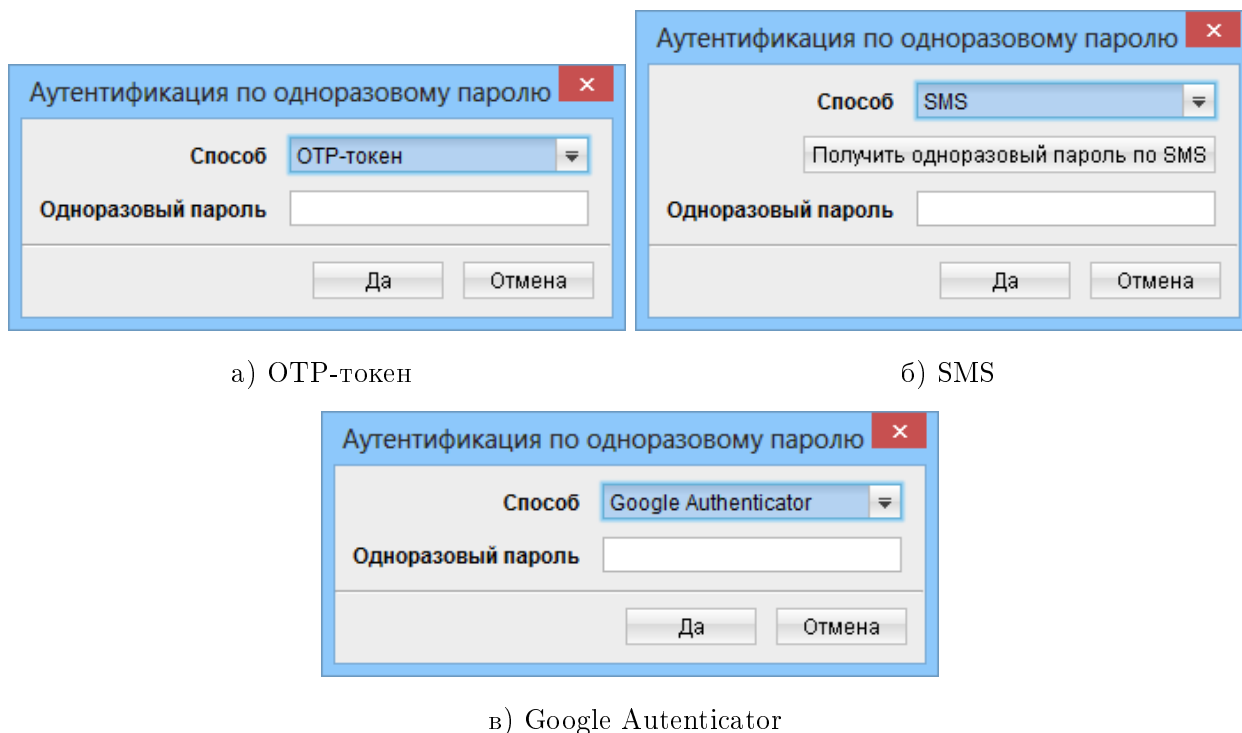 Аутентификация по одноразовому паролю
Способ ОТР-токен
Одноразовый пароль
Да Отмена
а) ОТР-токен
Аутентификация по одноразовому паролю
Способ SMS
Получить одноразовый пароль по SMS
Одноразовый пароль
Да Отмена
б) SMS
Аутентификация по одноразовому паролю
Способ Google Authenticator
Одноразовый пароль
Да Отмена
в) Google Autenticator